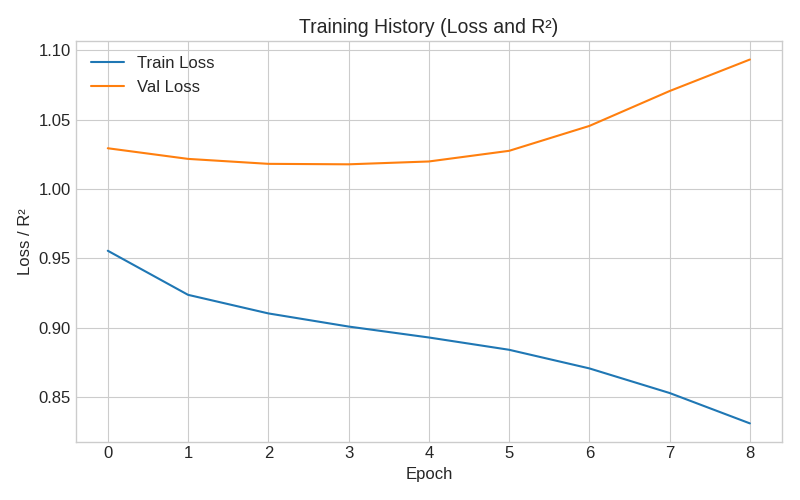 Training History (Loss and R²)
Train Loss
Val Loss
Loss / R²
1.10
1.05
1.00
0.95
0.90
0.85
0 1 2 3 4 5 6 7 8
Epoch